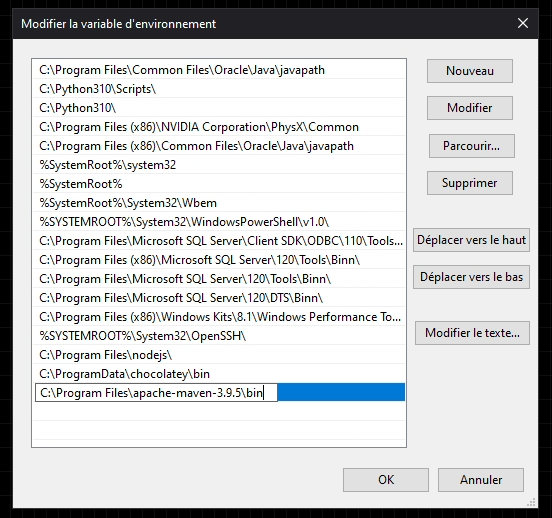 Modifier la variable d'environnement
C:\Program Files\Common Files\Oracle\Java\javapath
C:\Python310\Scripts\
C:\Python310\
C:\Program Files (x86)\NVIDIA Corporation\PhysX\Common
C:\Program Files (x86)\Common Files\Oracle\Java\javapath
%SystemRoot%\system32
%SystemRoot%
%SystemRoot%\System32\Wbem
%SYSTEMROOT%\System32\WindowsPowerShell\v1.0\
C:\Program Files\Microsoft SQL Server\Client SDK\ODBC\110\Tools...
C:\Program Files (x86)\Microsoft SQL Server\120\Tools\Binn\
C:\Program Files\Microsoft SQL Server\120\Tools\Binn\
C:\Program Files\Microsoft SQL Server\120\DTS\Binn\
C:\Program Files (x86)\Windows Kits\8.1\Windows Performance To...
%SYSTEMROOT%\System32\OpenSSH\
C:\Program Files\nodejs\
C:\ProgramData\chocolatey\bin
C:\Program Files\apache-maven-3.9.5\bin
Nouveau
Modifier
Parcourir...
Supprimer
Déplacer vers le haut
Déplacer vers le bas
Modifier le texte...
OK
Annuler